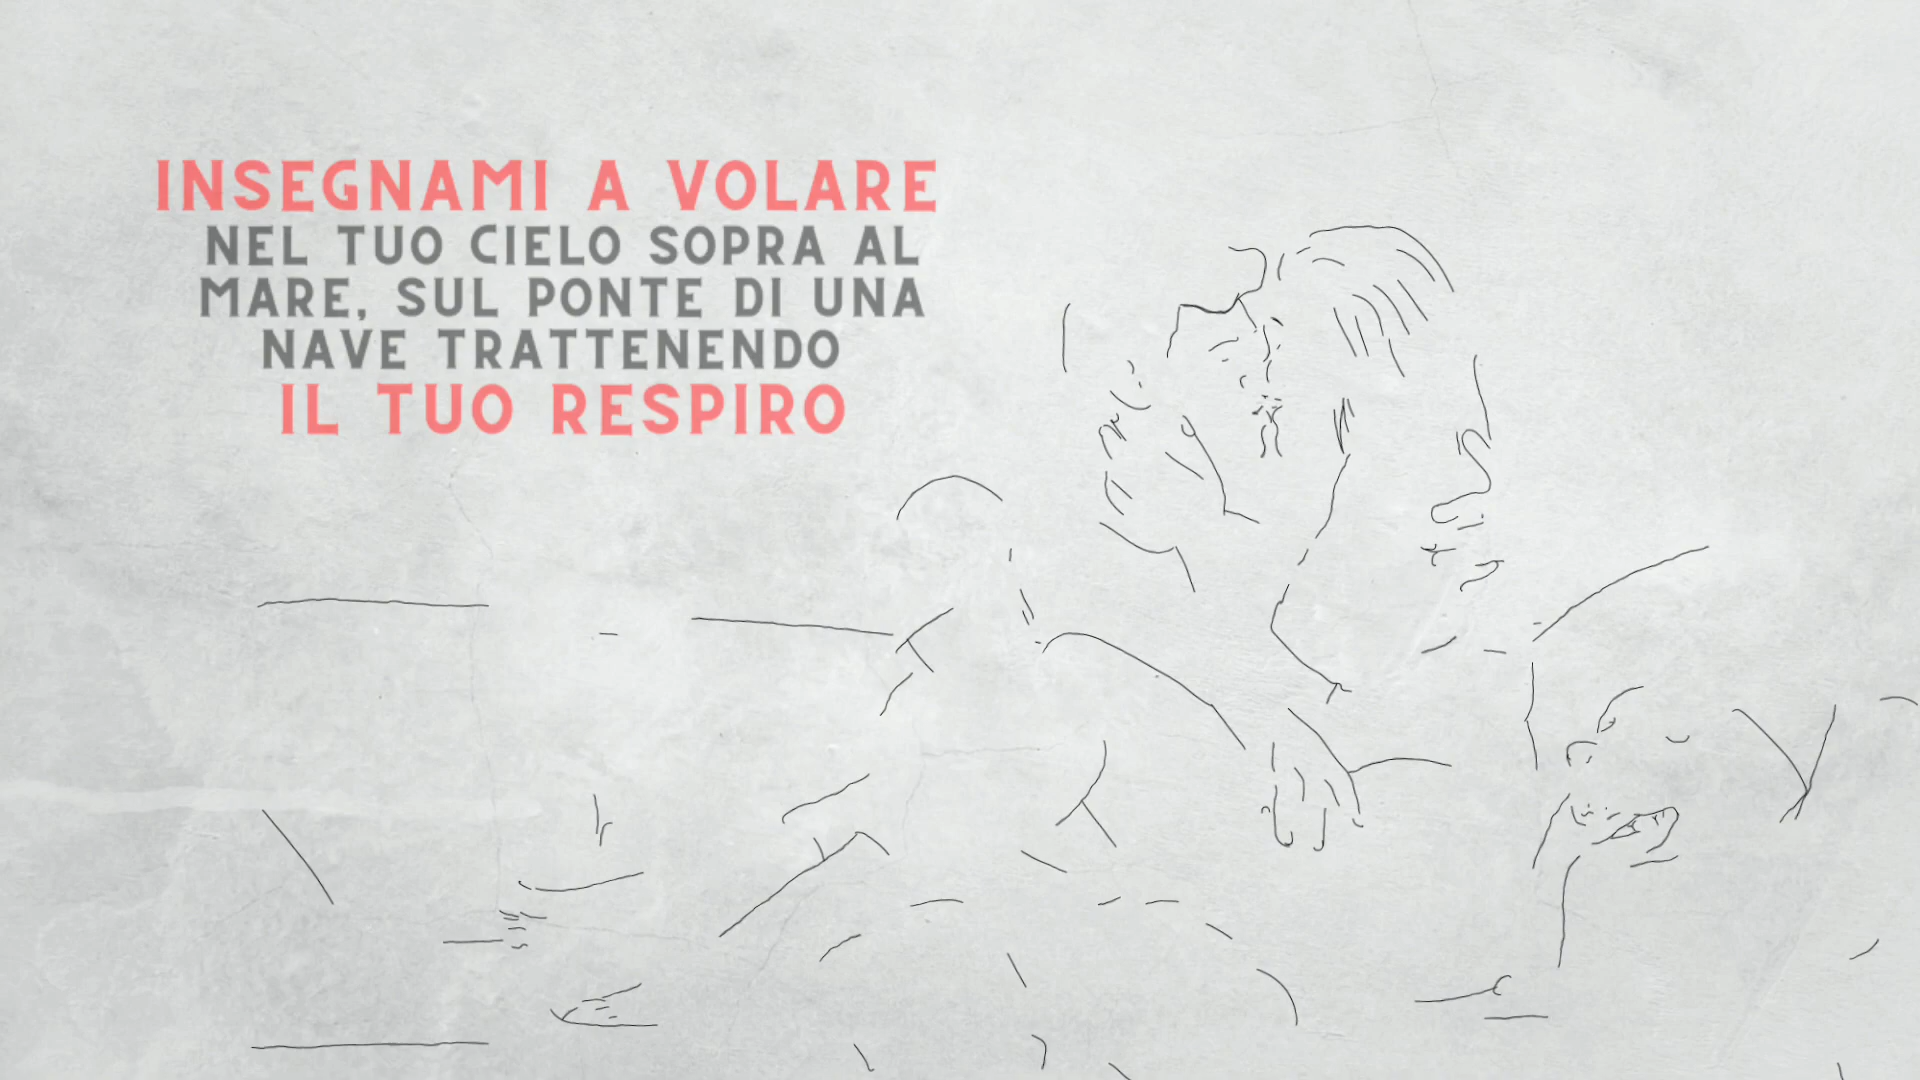 INSEGNAMI A VOLARE
NEL TUO CIELO SOPRA AL
MARE, SUL PONTE DI UNA
NAVE TRATTENENDO
IL TUO RESPIRO